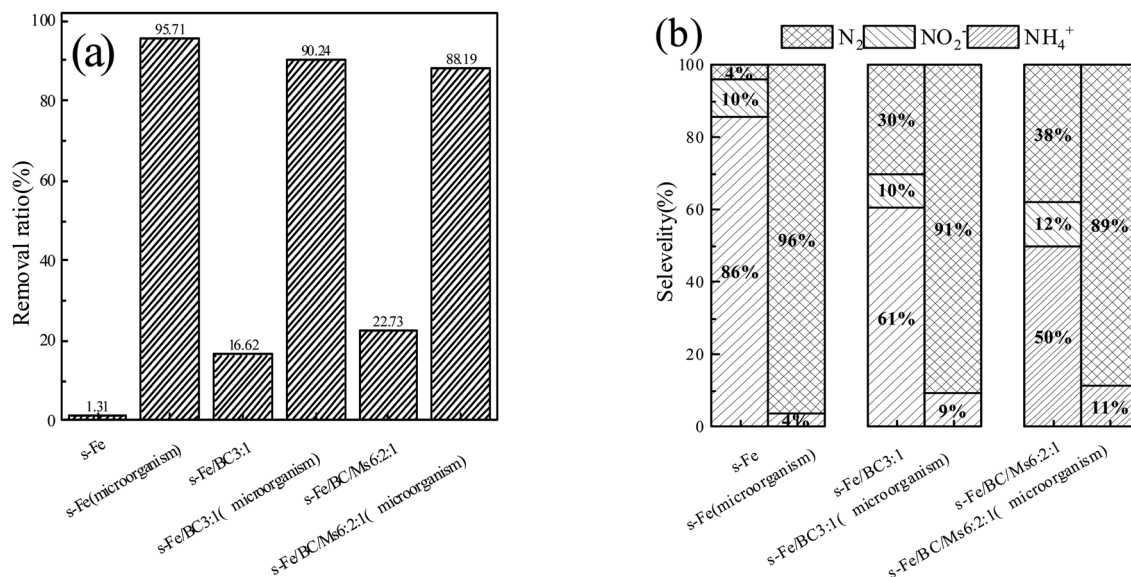 (a)
Removal ratio(%)
100
80
60
40
20
0
1.31
95.71
16.62
90.24
22.73
88.19
s-Fe
s-Fe(microorganism)
s-Fe/BC3:1
s-Fe/BC3:1( microorganism)
s-Fe/BC/Ms6:2:1
s-Fe/BC/Ms6:2:1( microorganism)
(b)
N₂ NO₂⁻ NH₄⁺
Selevelity(%)
100
80
60
40
20
0
4%
10%
86%
96%
4%
30%
10%
61%
91%
9%
38%
12%
50%
89%
11%
s-Fe
s-Fe(microorganism)
s-Fe/BC3:1
s-Fe/BC3:1( microorganism)
s-Fe/BC/Ms6:2:1
s-Fe/BC/Ms6:2:1( microorganism)